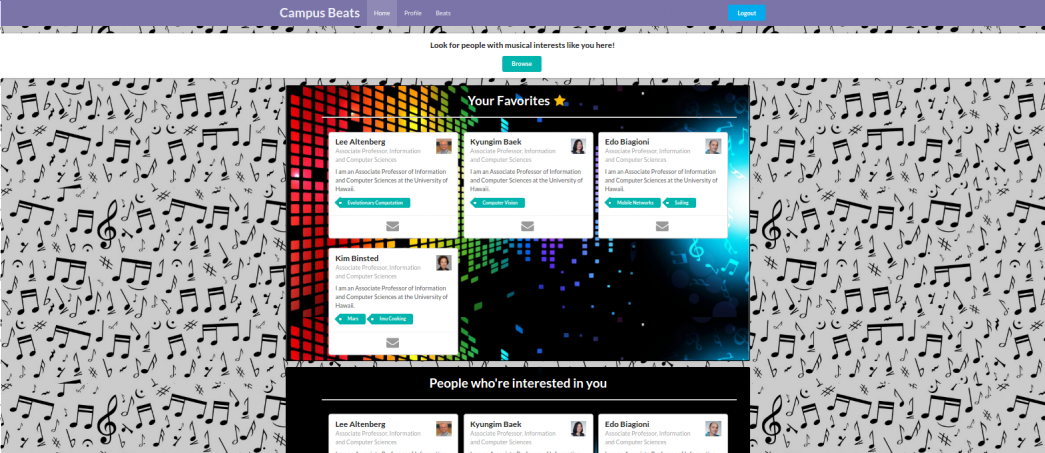 Campus Beats Home Profile Beats Logout
Look for people with musical interests like you here!
Browse
Your Favorites
Lee Altenberg
Associate Professor, Information
and Computer Sciences
I am an Associate Professor of Information
and Computer Sciences at the University of
Hawaii.
Evolutionary Computation
Kyungim Baek
Associate Professor, Information
and Computer Sciences
I am an Associate Professor of Information
and Computer Sciences at the University of
Hawaii.
Computer Vision
Edo Biagioni
Associate Professor, Information
and Computer Sciences
I am an Associate Professor of Information
and Computer Sciences at the University of
Hawaii.
Mobile Networks Sailing
Kim Binsted
Associate Professor, Information
and Computer Sciences
I am an Associate Professor of Information
and Computer Sciences at the University of
Hawaii.
Mars Imu Cooking
People who're interested in you
Lee Altenberg
Associate Professor, Information
and Computer Sciences
Kyungim Baek
Associate Professor, Information
and Computer Sciences
Edo Biagioni
Associate Professor, Information
and Computer Sciences